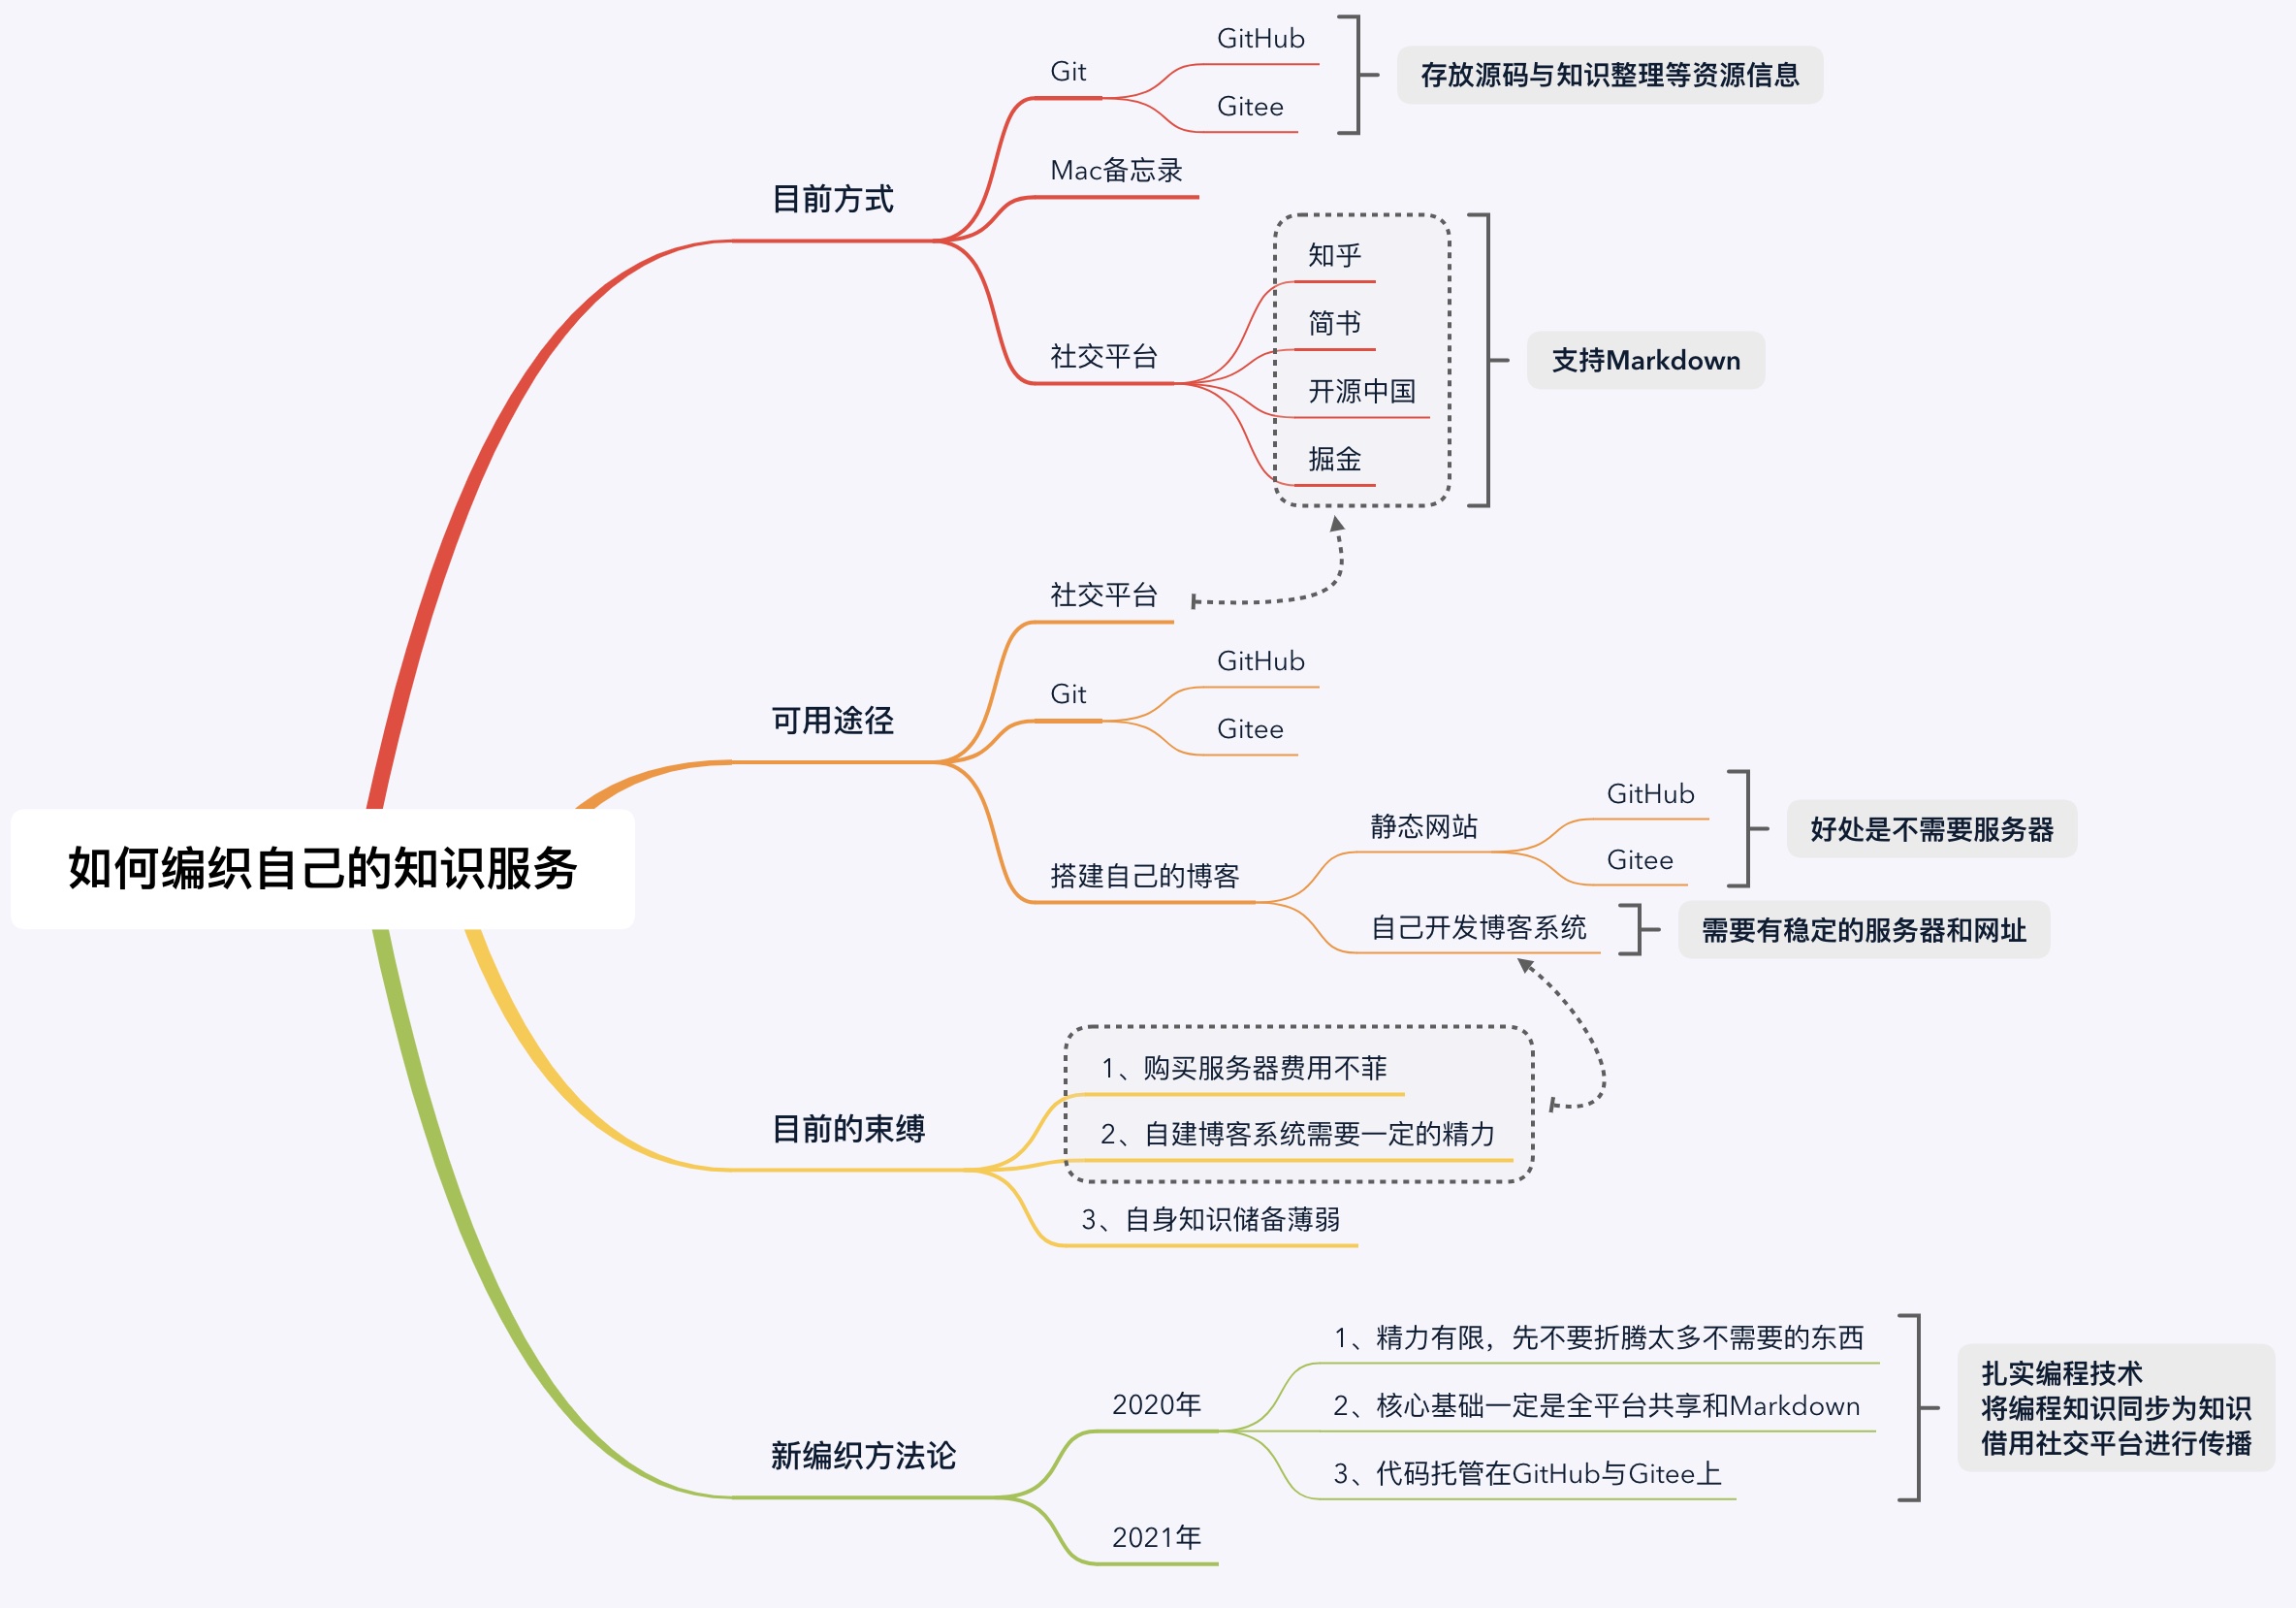 如何编织自己的知识服务
目前方式
Git
GitHub
Gitee
存放源码与知识整理等资源信息
Mac备忘录
社交平台
知乎
简书
开源中国
掘金
支持Markdown
可用途径
社交平台
Git
GitHub
Gitee
搭建自己的博客
静态网站
GitHub
Gitee
好处是不需要服务器
自己开发博客系统
需要有稳定的服务器和网址
目前的束缚
1、购买服务器费用不菲
2、自建博客系统需要一定的精力
3、自身知识储备薄弱
新编织方法论
2020年
1、精力有限，先不要折腾太多不需要的东西
2、核心基础一定是全平台共享和Markdown
3、代码托管在GitHub与Gitee上
扎实编程技术
将编程知识同步为知识
借用社交平台进行传播
2021年